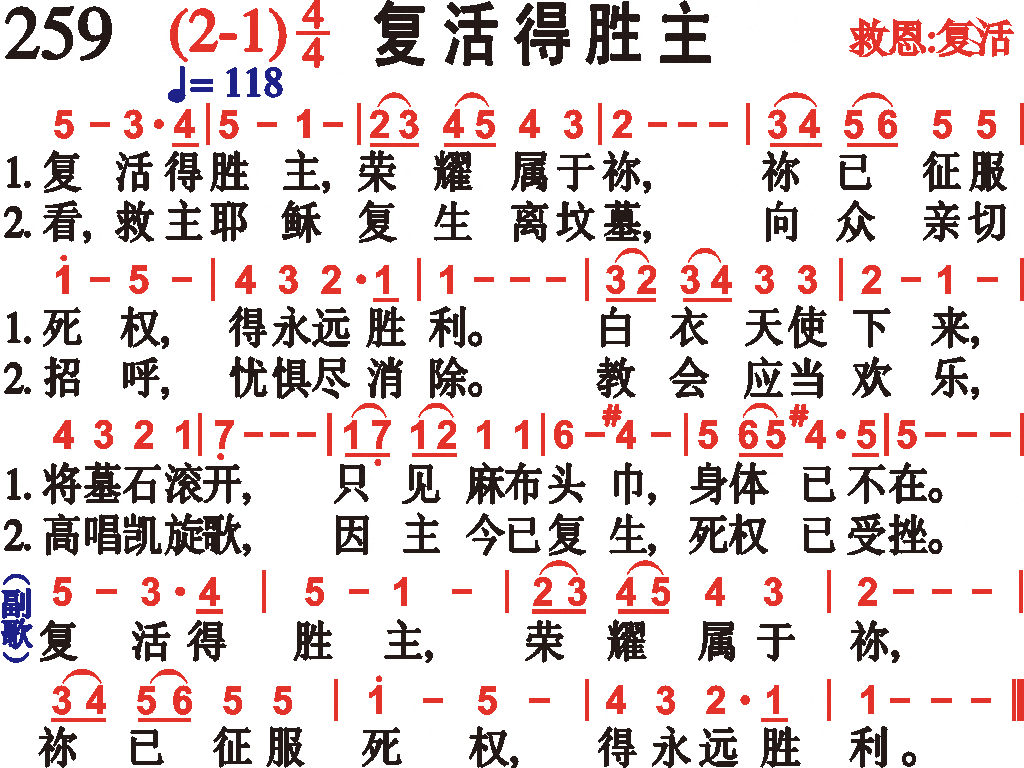 259 (2-1) 4/4 复活得胜主 救恩:复活
♩= 118
5 - 3·4|5 - 1-|23 45 4 3|2 - - -|34 56 5 5|
1.复 活得胜 主,荣 耀 属于祢, 祢 已 征服
2.看,救主耶 稣 复 生 离坟墓, 向 众 亲切
i - 5 -|4 3 2·1|1 - - -|32 34 3 3|2 - 1 -|
1.死 权, 得永远 胜 利。 白 衣 天使 下 来,
2.招 呼, 忧惧尽 消 除。 教 会 应当 欢 乐,
4 3 2 1|7̣ - - -|17̣ 12 1 1|6 - #4 -|5 65 #4·5|5 - - -|
1.将墓石滚开, 只 见 麻布头 巾,身体 已 不在。
2.高唱凯旋歌, 因 主 今已复 生,死权 已 受挫。
(副歌) 5 - 3·4|5 - 1 -|23 45 4 3|2 - - -|
复 活 得 胜 主, 荣 耀 属 于 祢,
34 56 5 5|i - 5 -|4 3 2·1|1 - - -‖
祢 已 征 服 死 权, 得 永 远 胜 利。